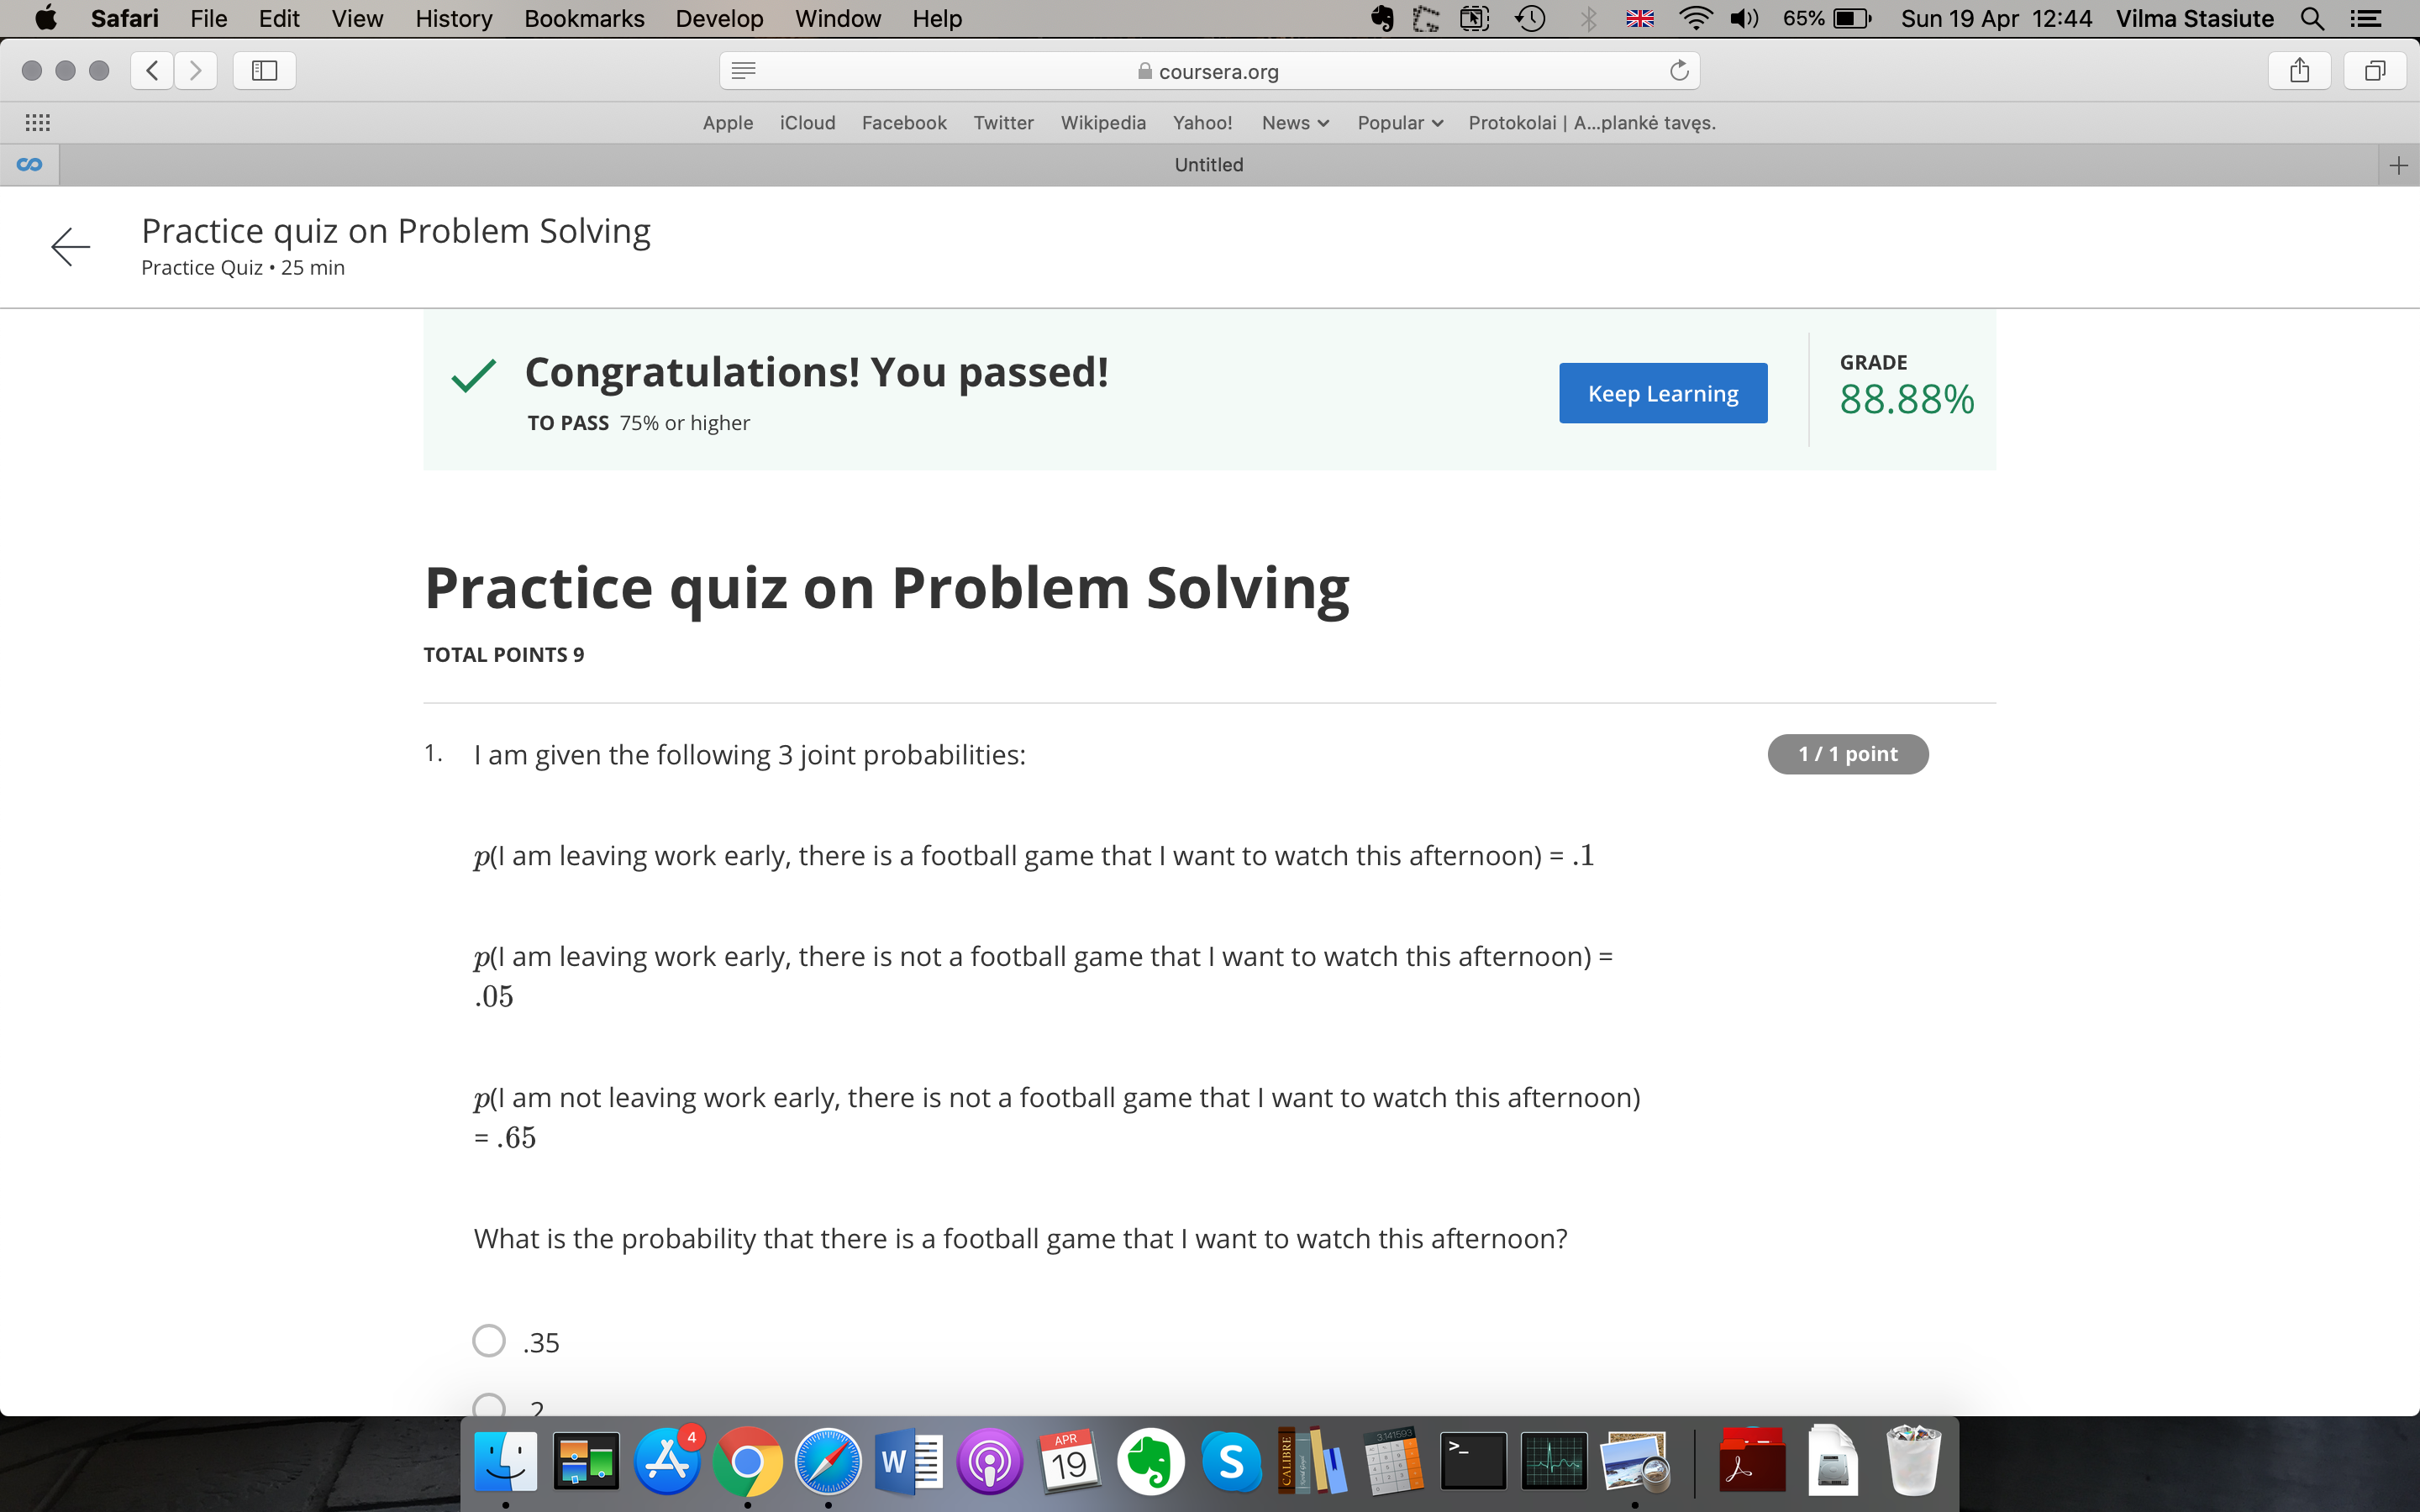 Safari File Edit View History Bookmarks Develop Window Help 65% Sun 19 Apr 12:44 Vilma Stasiute
coursera.org
Apple iCloud Facebook Twitter Wikipedia Yahoo! News Popular Protokolai | A...plankė tavęs.
Untitled
Practice quiz on Problem Solving
Practice Quiz • 25 min
Congratulations! You passed!
TO PASS 75% or higher
Keep Learning
GRADE
88.88%
Practice quiz on Problem Solving
TOTAL POINTS 9
1. I am given the following 3 joint probabilities:
1 / 1 point
p(I am leaving work early, there is a football game that I want to watch this afternoon) = .1
p(I am leaving work early, there is not a football game that I want to watch this afternoon) =
.05
p(I am not leaving work early, there is not a football game that I want to watch this afternoon)
= .65
What is the probability that there is a football game that I want to watch this afternoon?
.35
.2
4
W
APR
19
S
CALIBRE
3.141593
>_